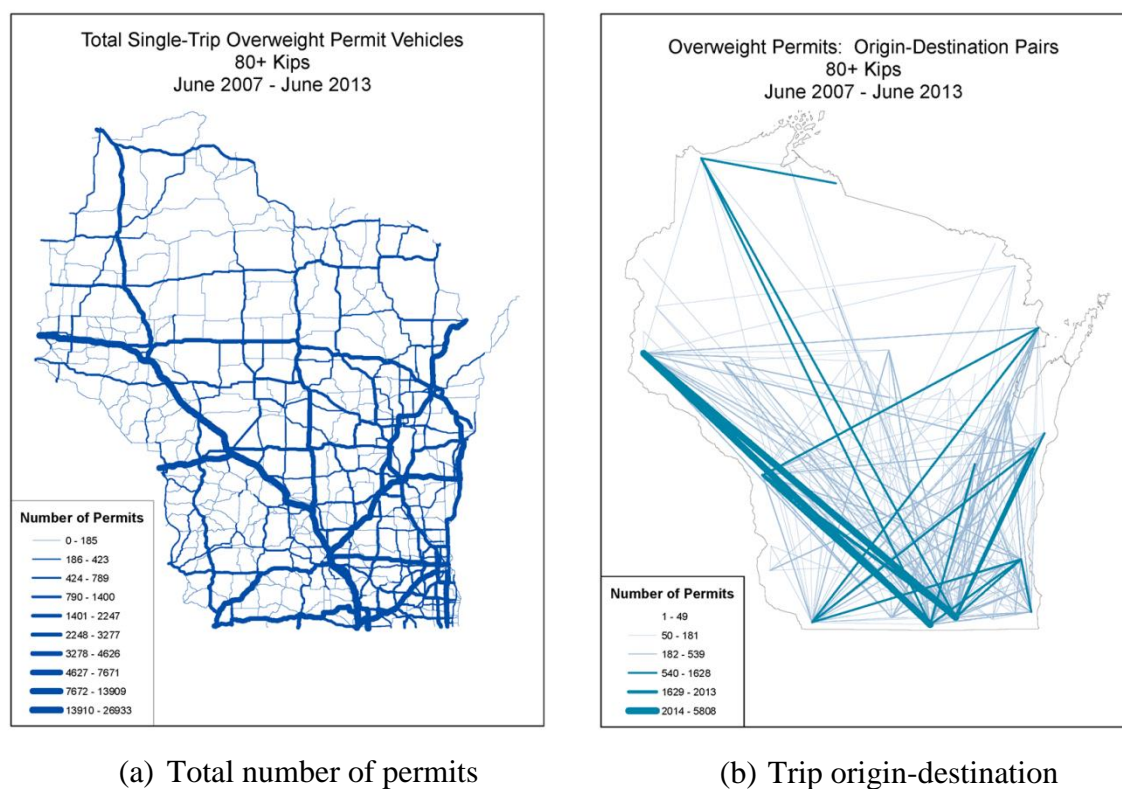 Total Single-Trip Overweight Permit Vehicles
80+ Kips
June 2007 - June 2013
Number of Permits
0 - 185
186 - 423
424 - 789
790 - 1400
1401 - 2247
2248 - 3277
3278 - 4626
4627 - 7671
7672 - 13909
13910 - 26933
(a) Total number of permits
Overweight Permits: Origin-Destination Pairs
80+ Kips
June 2007 - June 2013
Number of Permits
1 - 49
50 - 181
182 - 539
540 - 1628
1629 - 2013
2014 - 5808
(b) Trip origin-destination